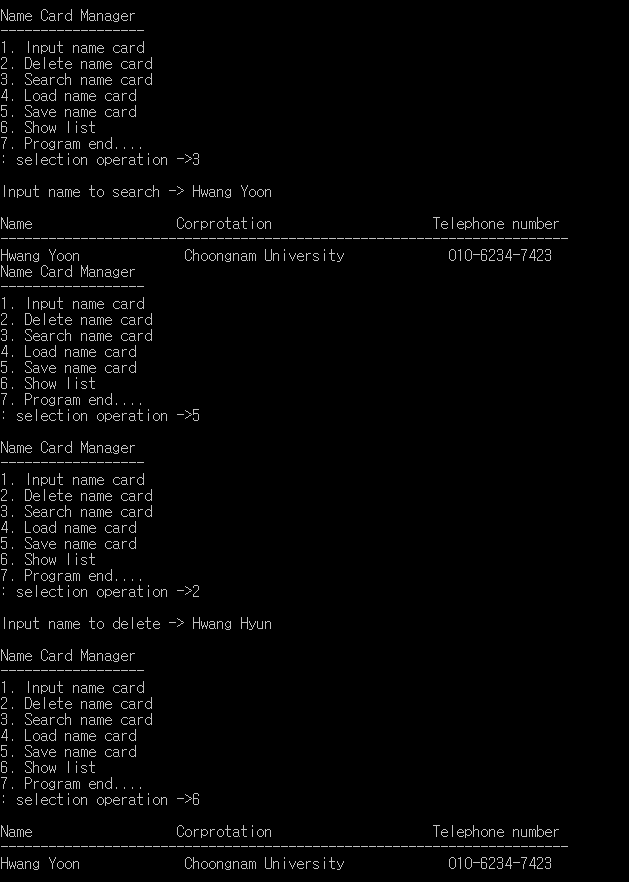 Name Card Manager
------------------
1. Input name card
2. Delete name card
3. Search name card
4. Load name card
5. Save name card
6. Show list
7. Program end....
: selection operation ->3
Input name to search -> Hwang Yoon
Name                  Corprotation                    Telephone number
-----------------------------------------------------------------------
Hwang Yoon             Choongnam University             010-6234-7423
Name Card Manager
------------------
1. Input name card
2. Delete name card
3. Search name card
4. Load name card
5. Save name card
6. Show list
7. Program end....
: selection operation ->5
Name Card Manager
------------------
1. Input name card
2. Delete name card
3. Search name card
4. Load name card
5. Save name card
6. Show list
7. Program end....
: selection operation ->2
Input name to delete -> Hwang Hyun
Name Card Manager
------------------
1. Input name card
2. Delete name card
3. Search name card
4. Load name card
5. Save name card
6. Show list
7. Program end....
: selection operation ->6
Name                  Corprotation                    Telephone number
-----------------------------------------------------------------------
Hwang Yoon             Choongnam University             010-6234-7423